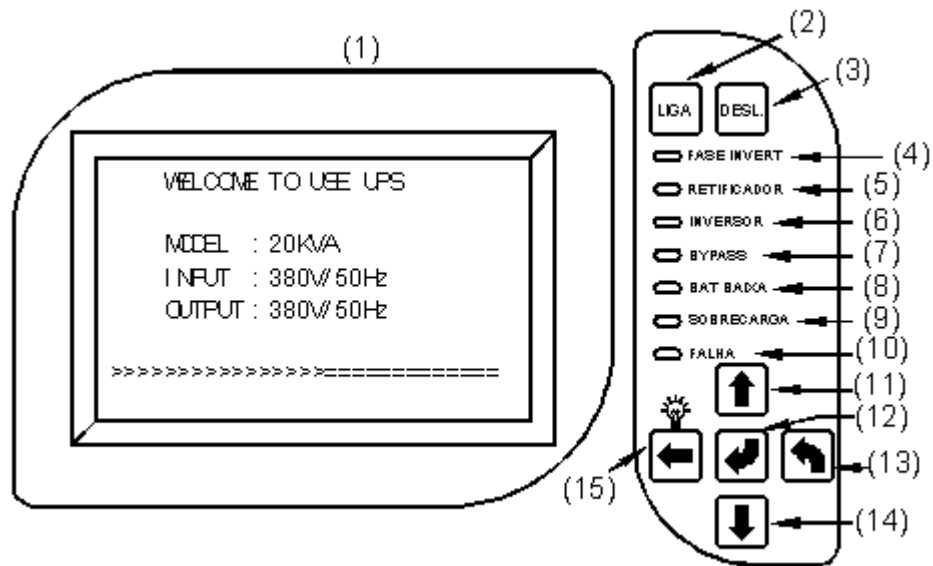 (1)
WELCOME TO USE UPS
MODEL : 20KVA
INPUT : 380V/50Hz
OUTPUT : 380V/50Hz
>>>>>>>>>>>>>>>>=============
(2)
(3)
LIGA DESL.
FASE INVERT (4)
RETIFICADOR (5)
INVERSOR (6)
BYPASS (7)
BAT BAIXA (8)
SOBRECARGA (9)
FALHA (10)
(11)
(12)
(13)
(15)
(14)